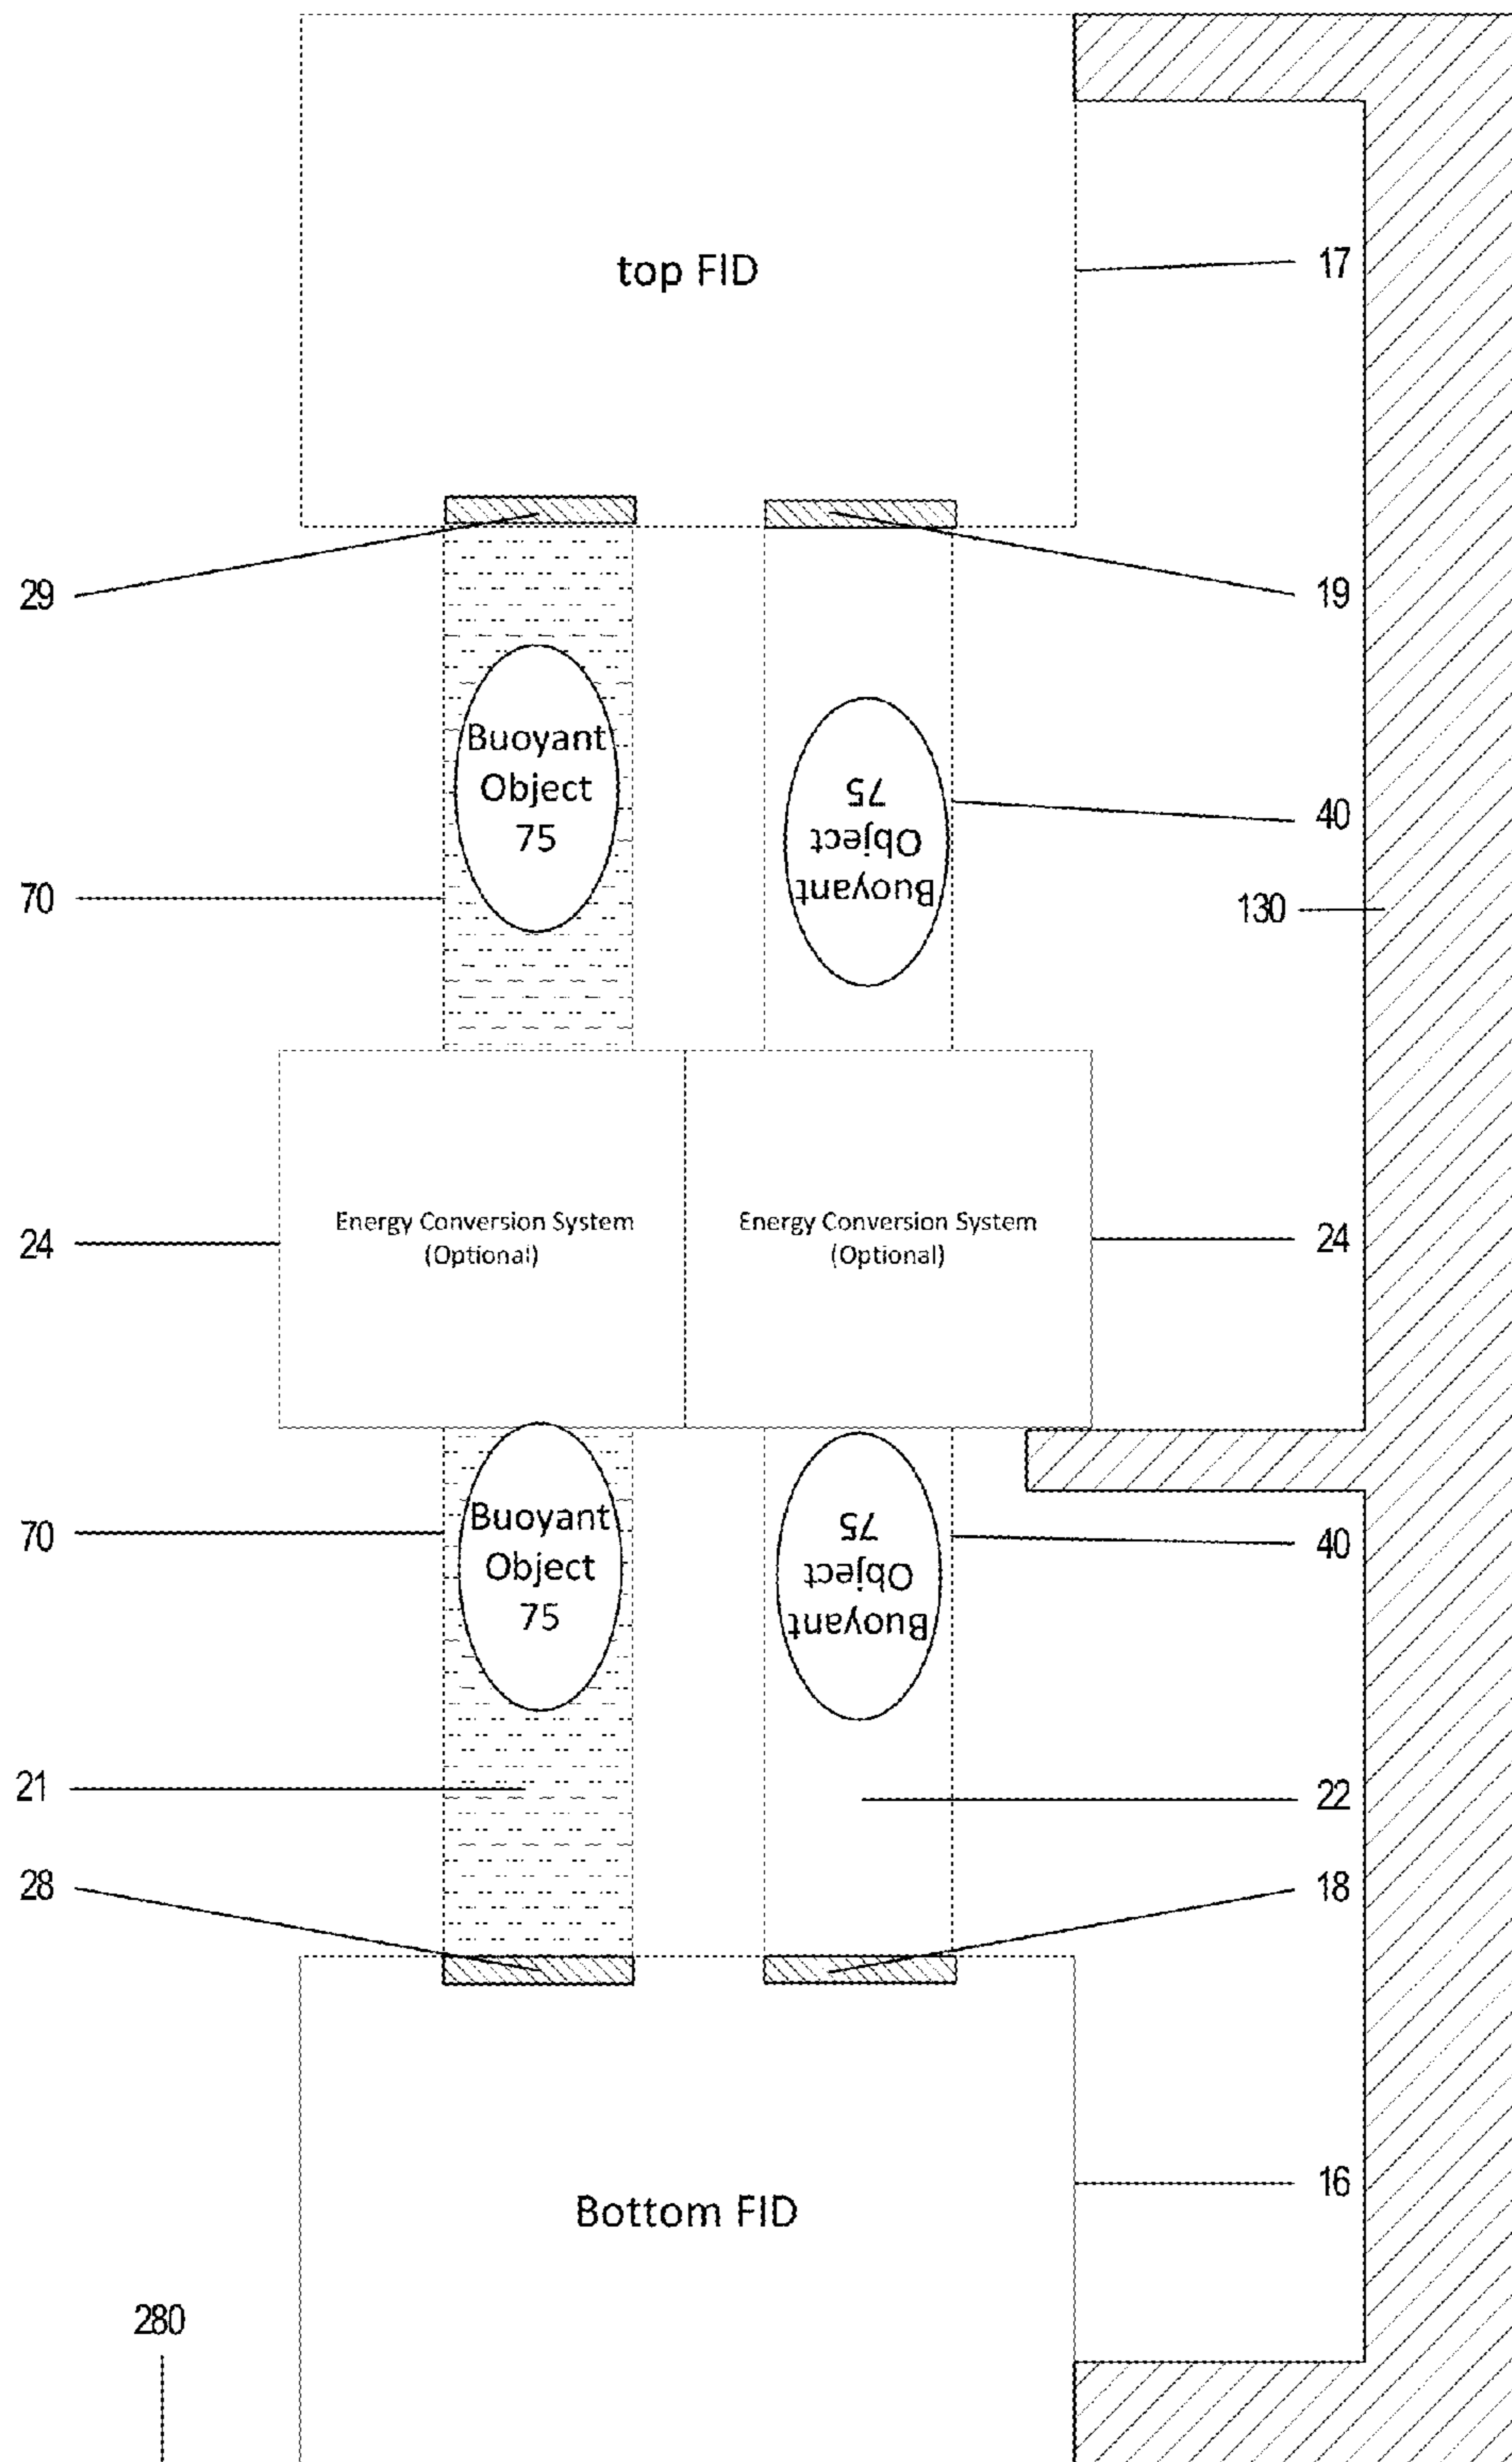 top FID
17
29
19
Buoyant
Object
75
Buoyant
Object
75
40
70
130
Energy Conversion System
(Optional)
Energy Conversion System
(Optional)
24
24
Buoyant
Object
75
Buoyant
Object
75
70
40
21
22
28
18
16
Bottom FID
280